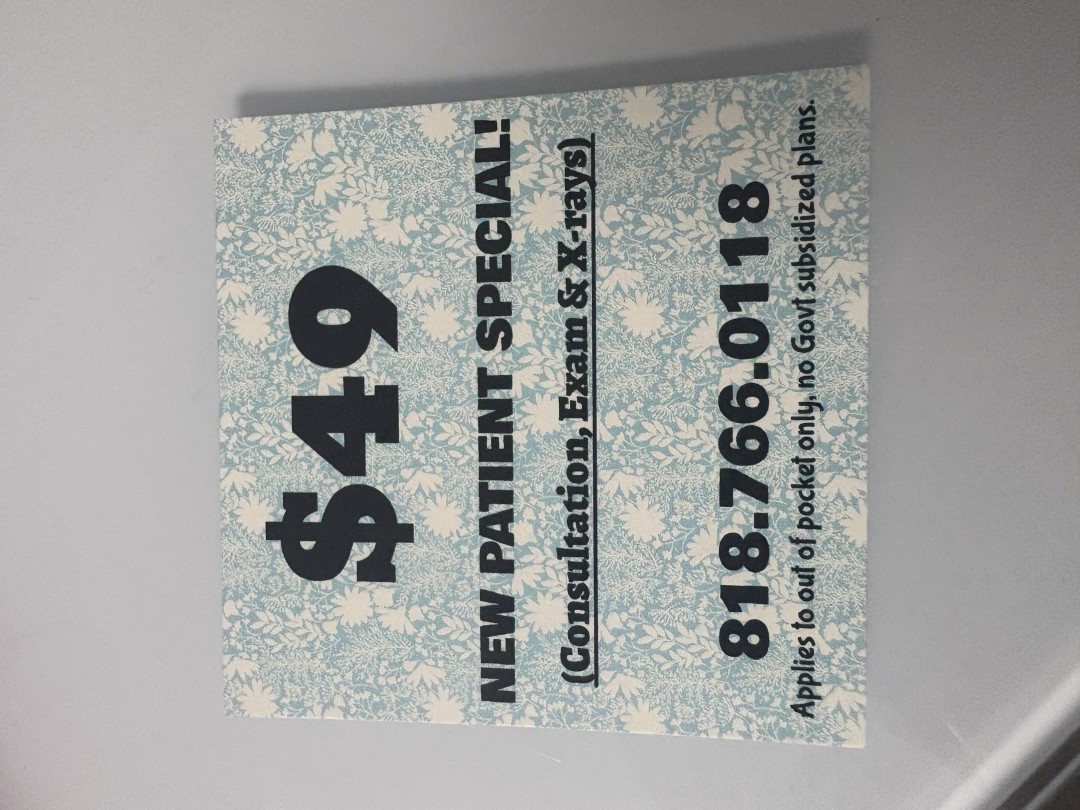 $49
NEW PATIENT SPECIAL!
(Consultation, Exam & X-rays)
818.766.0118
Applies to out of pocket only, no Govt subsidized plans.